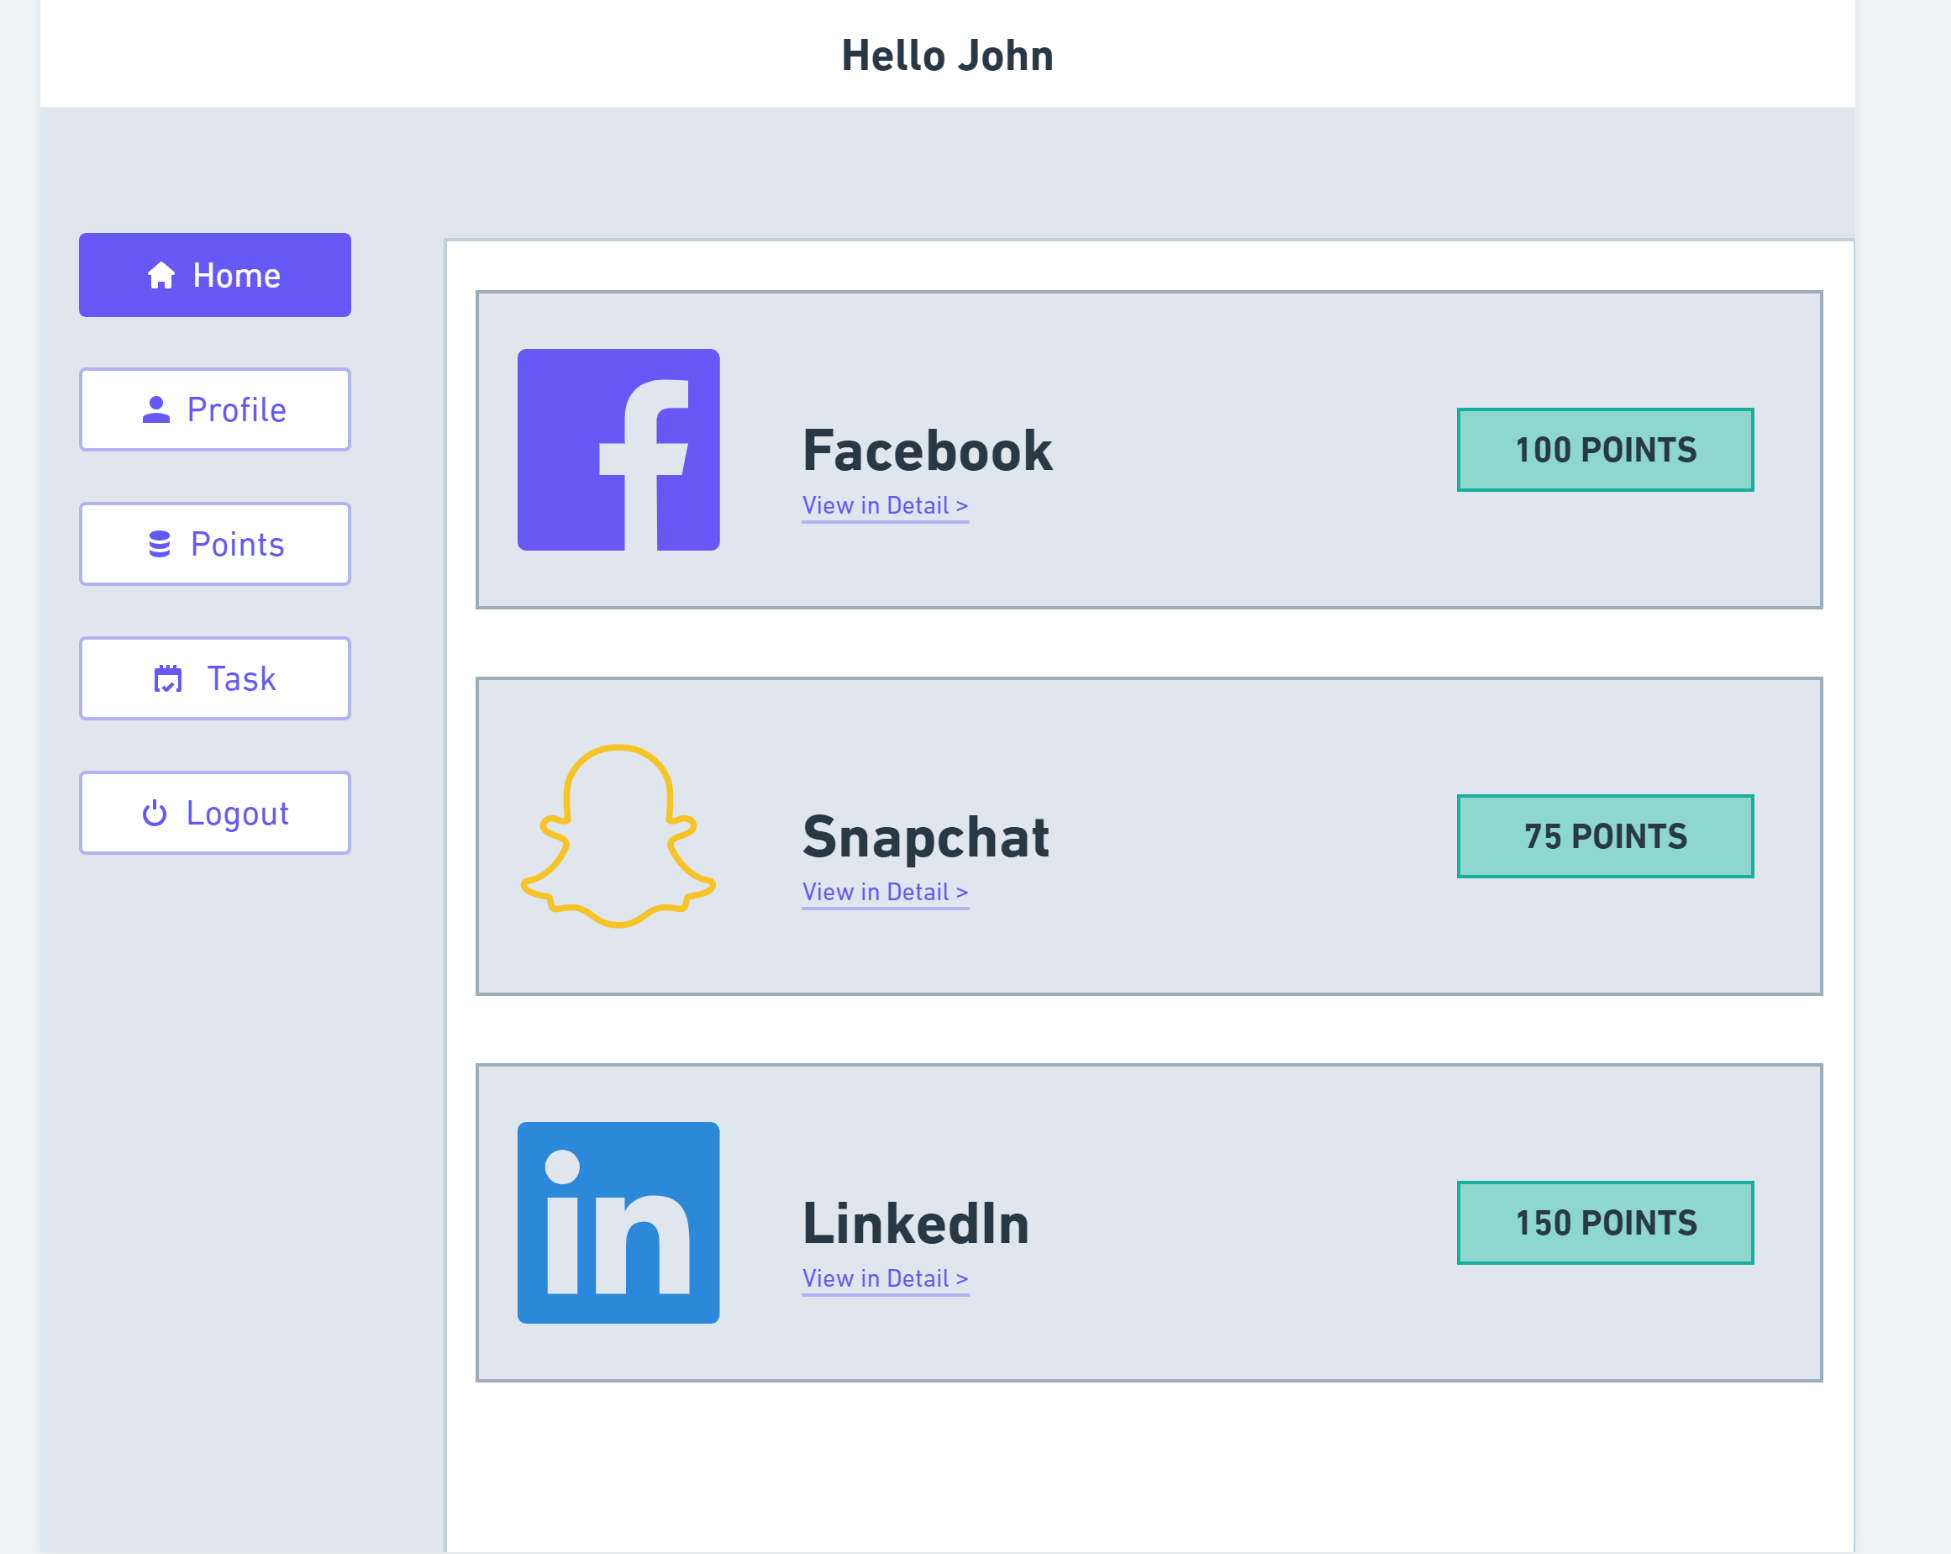 Hello John
Home
Profile
Points
Task
Logout
Facebook
View in Detail >
100 POINTS
Snapchat
View in Detail >
75 POINTS
in
LinkedIn
View in Detail >
150 POINTS